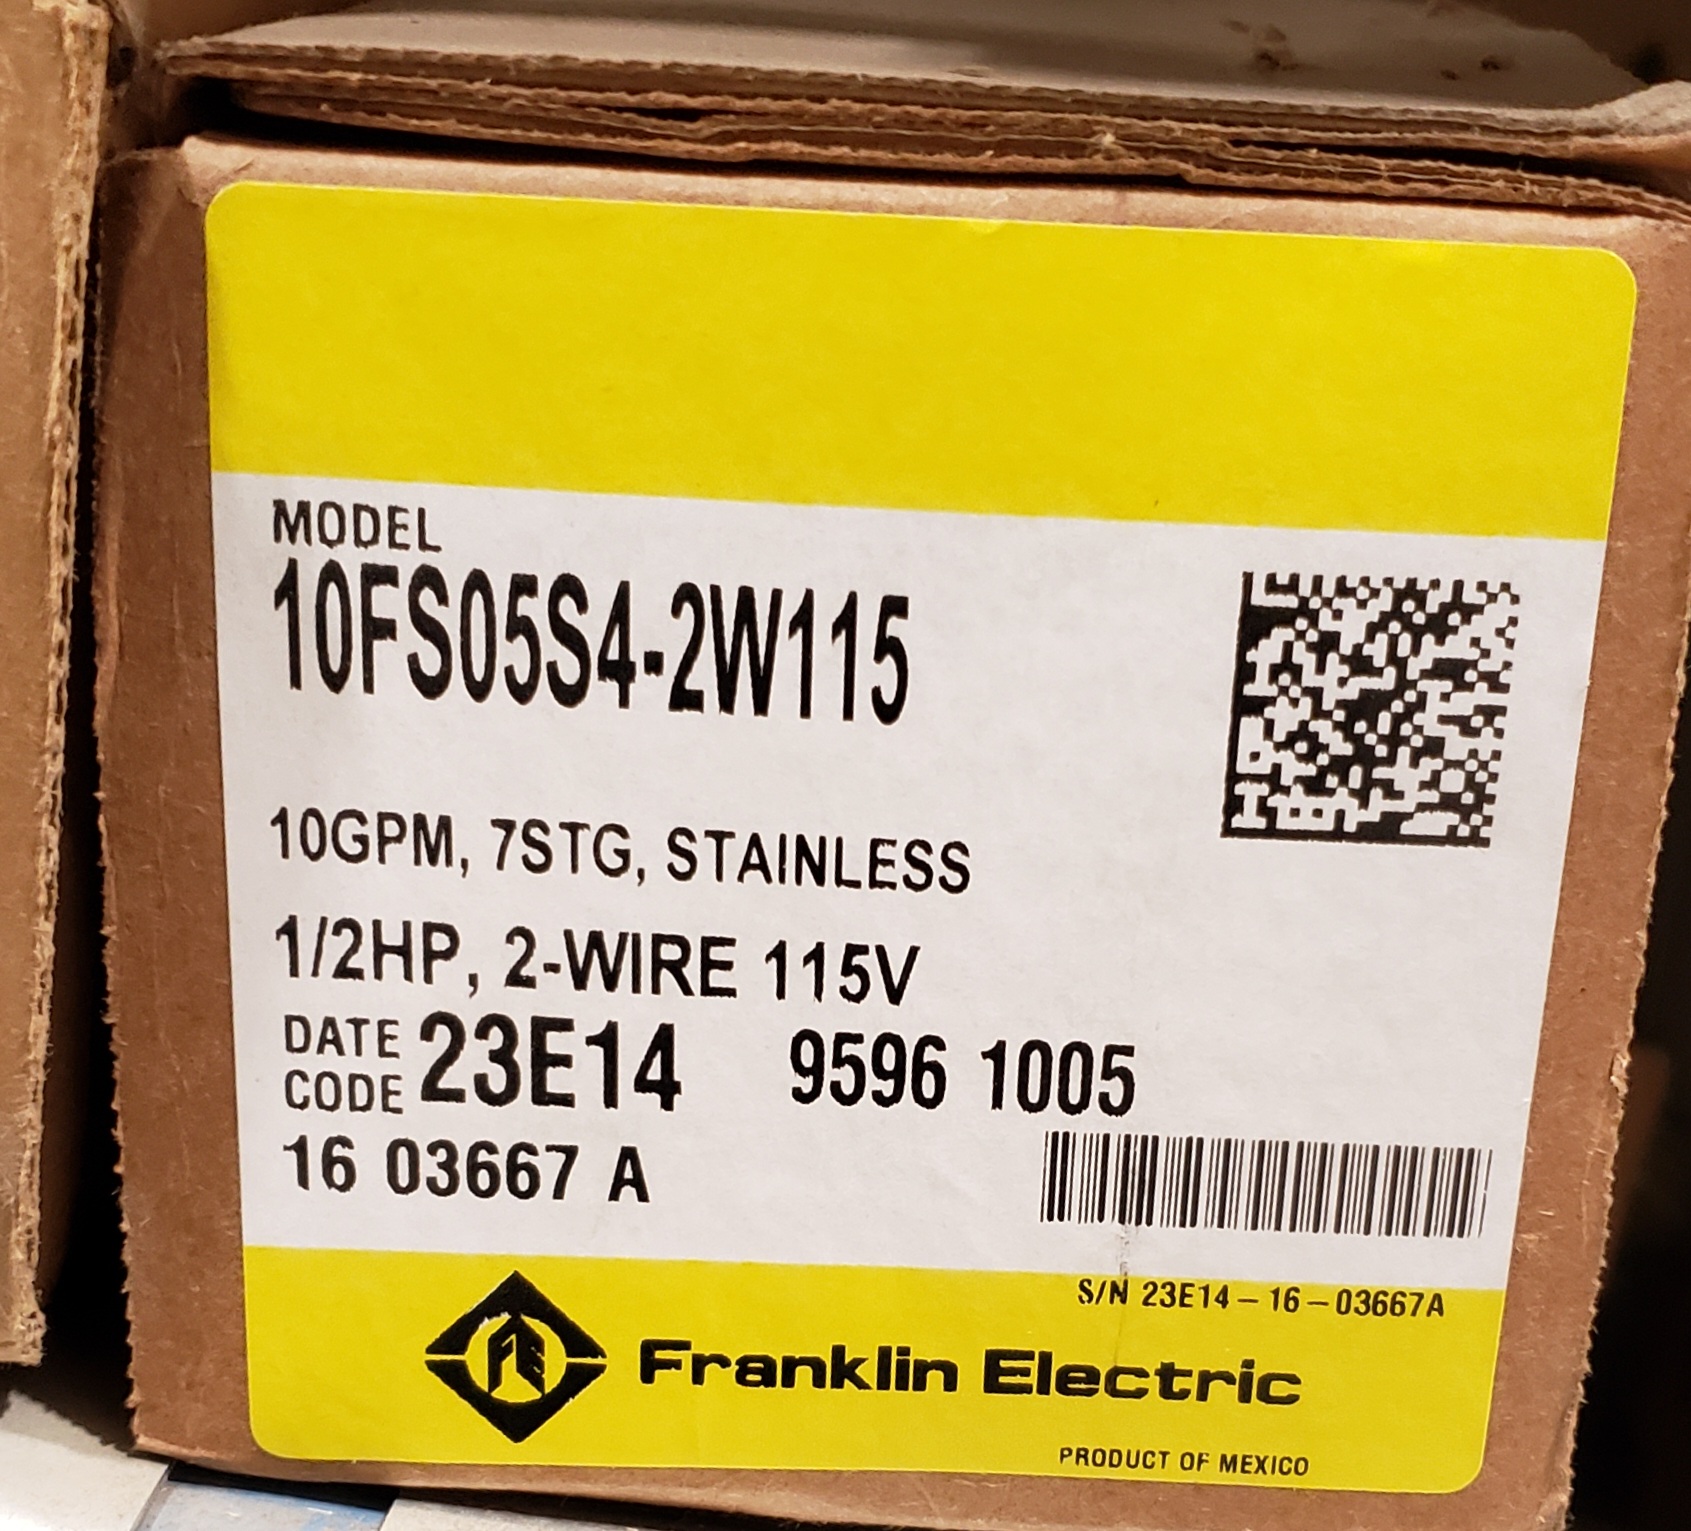 MODEL
10FS05S4-2W115
10GPM, 7STG, STAINLESS
1/2HP, 2-WIRE 115V
DATE CODE 23E14 9596 1005
16 03667 A
S/N 23E14-16-03667A
FE
Franklin Electric
PRODUCT OF MEXICO